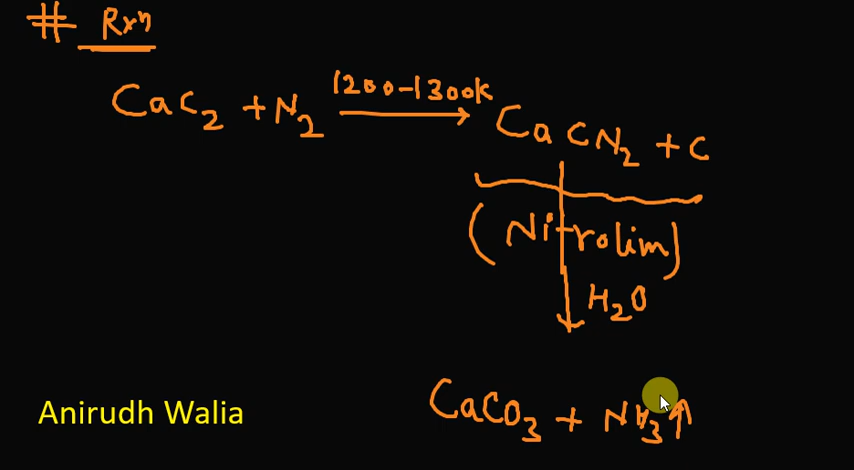 # Rxn
CaC2 + N2 1200-1300K CaCN2 + C
(Nitrolim)
H2O
CaCO3 + NH3↑
Anirudh Walia